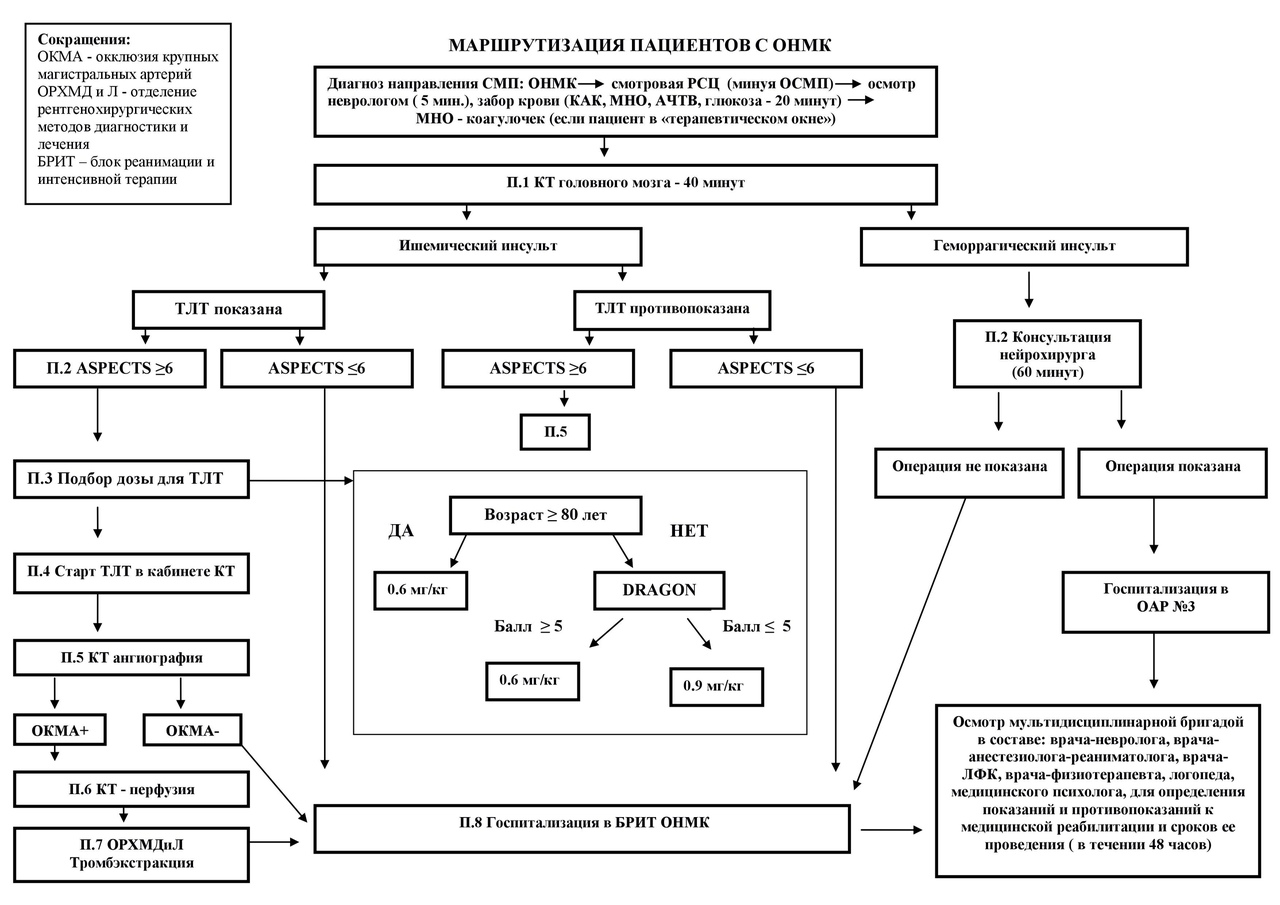 Сокращения:
ОКМА - окклюзия крупных
магистральных артерий
ОРХМД и Л - отделение
рентгенохирургических
методов диагностики и
лечения
БРИТ – блок реанимации и
интенсивной терапии
МАРШРУТИЗАЦИЯ ПАЦИЕНТОВ С ОНМК
Диагноз направления СМП: ОНМК → смотровая РСЦ (минуя ОСМП) → осмотр
неврологом ( 5 мин.), забор крови (КАК, МНО, АЧТВ, глюкоза - 20 минут) →
МНО - коагулочек (если пациент в «терапевтическом окне»)
П.1 КТ головного мозга - 40 минут
Ишемический инсульт
Геморрагический инсульт
ТЛТ показана
ТЛТ противопоказана
П.2 Консультация
нейрохирурга
(60 минут)
П.2 ASPECTS ≥6
ASPECTS ≤6
ASPECTS ≥6
ASPECTS ≤6
П.5
Операция не показана
Операция показана
П.3 Подбор дозы для ТЛТ
Возраст ≥ 80 лет
ДА
НЕТ
П.4 Старт ТЛТ в кабинете КТ
0.6 мг/кг
DRAGON
Госпитализация в
ОАР №3
Балл ≥ 5
Балл ≤ 5
П.5 КТ ангиография
0.6 мг/кг
0.9 мг/кг
ОКМА+
ОКМА-
Осмотр мультидисциплинарной бригадой
в составе: врача-невролога, врача-
анестезиолога-реаниматолога, врача-
ЛФК, врача-физиотерапевта, логопеда,
медицинского психолога, для определения
показаний и противопоказаний к
медицинской реабилитации и сроков ее
проведения ( в течении 48 часов)
П.6 КТ - перфузия
П.8 Госпитализация в БРИТ ОНМК
П.7 ОРХМДиЛ
Тромбэкстракция